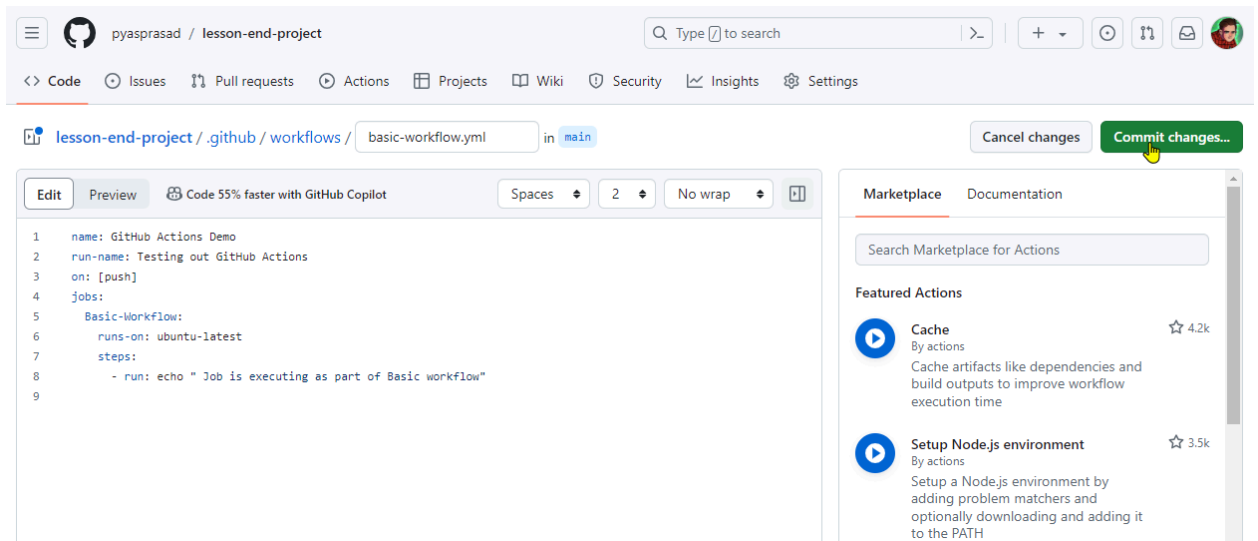 pyasprasad / lesson-end-project
Type / to search
Code
Issues
Pull requests
Actions
Projects
Wiki
Security
Insights
Settings
lesson-end-project / .github / workflows / basic-workflow.yml in main
Cancel changes
Commit changes...
Edit
Preview
Code 55% faster with GitHub Copilot
Spaces
2
No wrap
1 name: GitHub Actions Demo
2 run-name: Testing out GitHub Actions
3 on: [push]
4 jobs:
5   Basic-Workflow:
6     runs-on: ubuntu-latest
7     steps:
8       - run: echo " Job is executing as part of Basic workflow"
9
Marketplace
Documentation
Search Marketplace for Actions
Featured Actions
Cache
4.2k
By actions
Cache artifacts like dependencies and
build outputs to improve workflow
execution time
Setup Node.js environment
3.5k
By actions
Setup a Node.js environment by
adding problem matchers and
optionally downloading and adding it
to the PATH